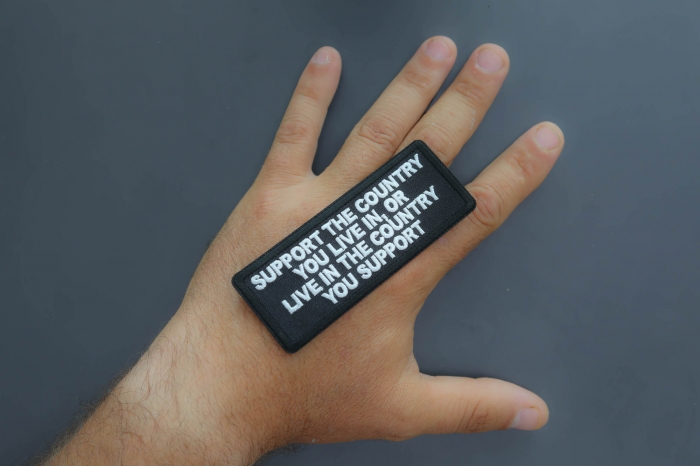 SUPPORT THE COUNTRY
YOU LIVE IN, OR
LIVE IN THE COUNTRY
YOU SUPPORT